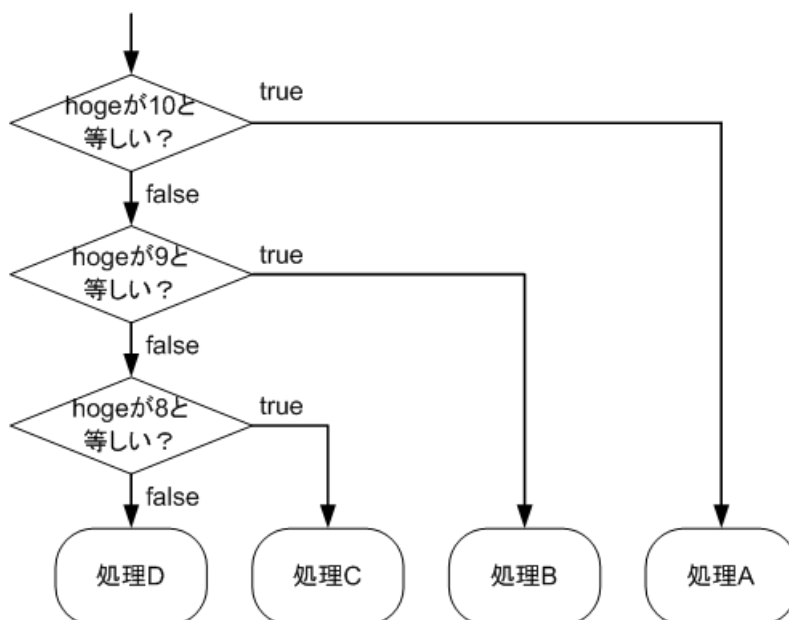 hogeが10と
等しい？
true
false
hogeが9と
等しい？
true
false
hogeが8と
等しい？
true
false
処理D
処理C
処理B
処理A